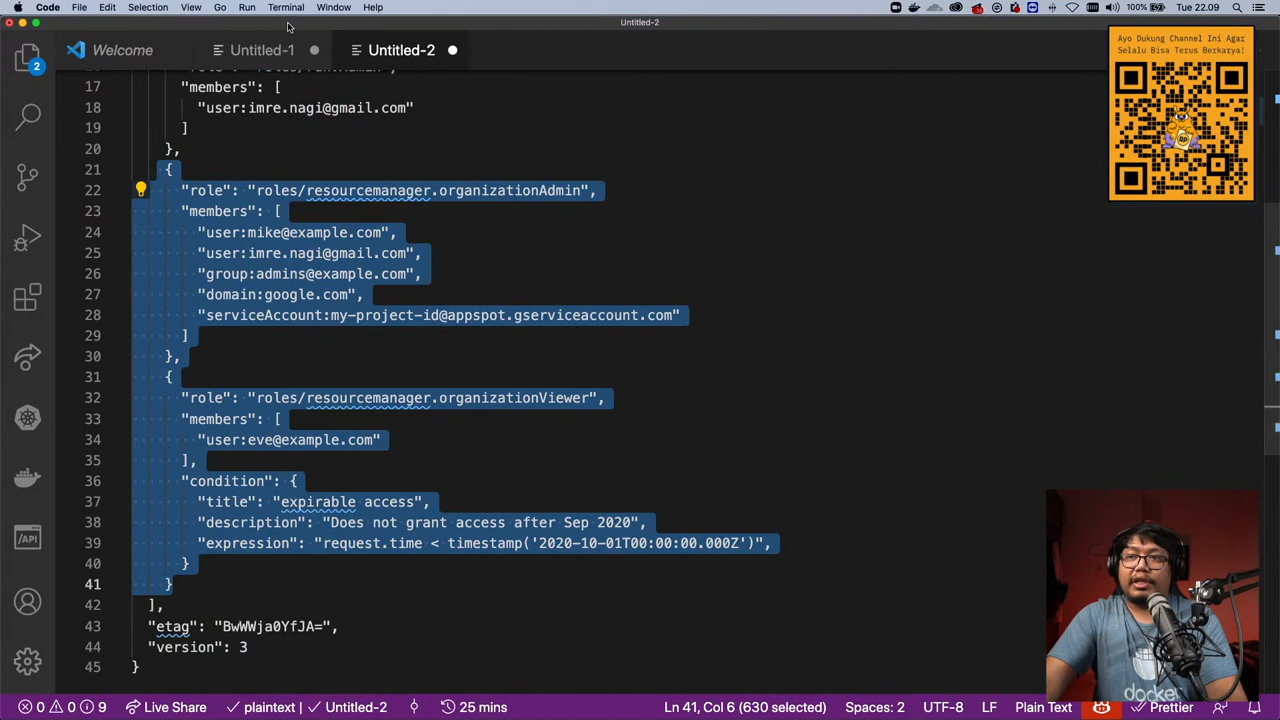 Code File Edit Selection View Go Run Terminal Window Help
100% Tue 22.09
Untitled-2
Welcome Untitled-1 Untitled-2
Ayo Dukung Channel Ini Agar
Selalu Bisa Terus Berkarya!
RP
2
17 "members": [
18 "user:imre.nagi@gmail.com"
19 ]
20 },
21 {
22 "role": "roles/resourcemanager.organizationAdmin",
23 "members": [
24 "user:mike@example.com",
25 "user:imre.nagi@gmail.com",
26 "group:admins@example.com",
27 "domain:google.com",
28 "serviceAccount:my-project-id@appspot.gserviceaccount.com"
29 ]
30 },
31 {
32 "role": "roles/resourcemanager.organizationViewer",
33 "members": [
34 "user:eve@example.com"
35 ],
36 "condition": {
37 "title": "expirable access",
38 "description": "Does not grant access after Sep 2020",
39 "expression": "request.time < timestamp('2020-10-01T00:00:00.000Z')",
40 }
41 }
42 ],
43 "etag": "BwWWja0YfJA=",
44 "version": 3
45 }
/API
docker
0 0 9 Live Share plaintext | Untitled-2 25 mins Ln 41, Col 6 (630 selected) Spaces: 2 UTF-8 LF Plain Text Prettier